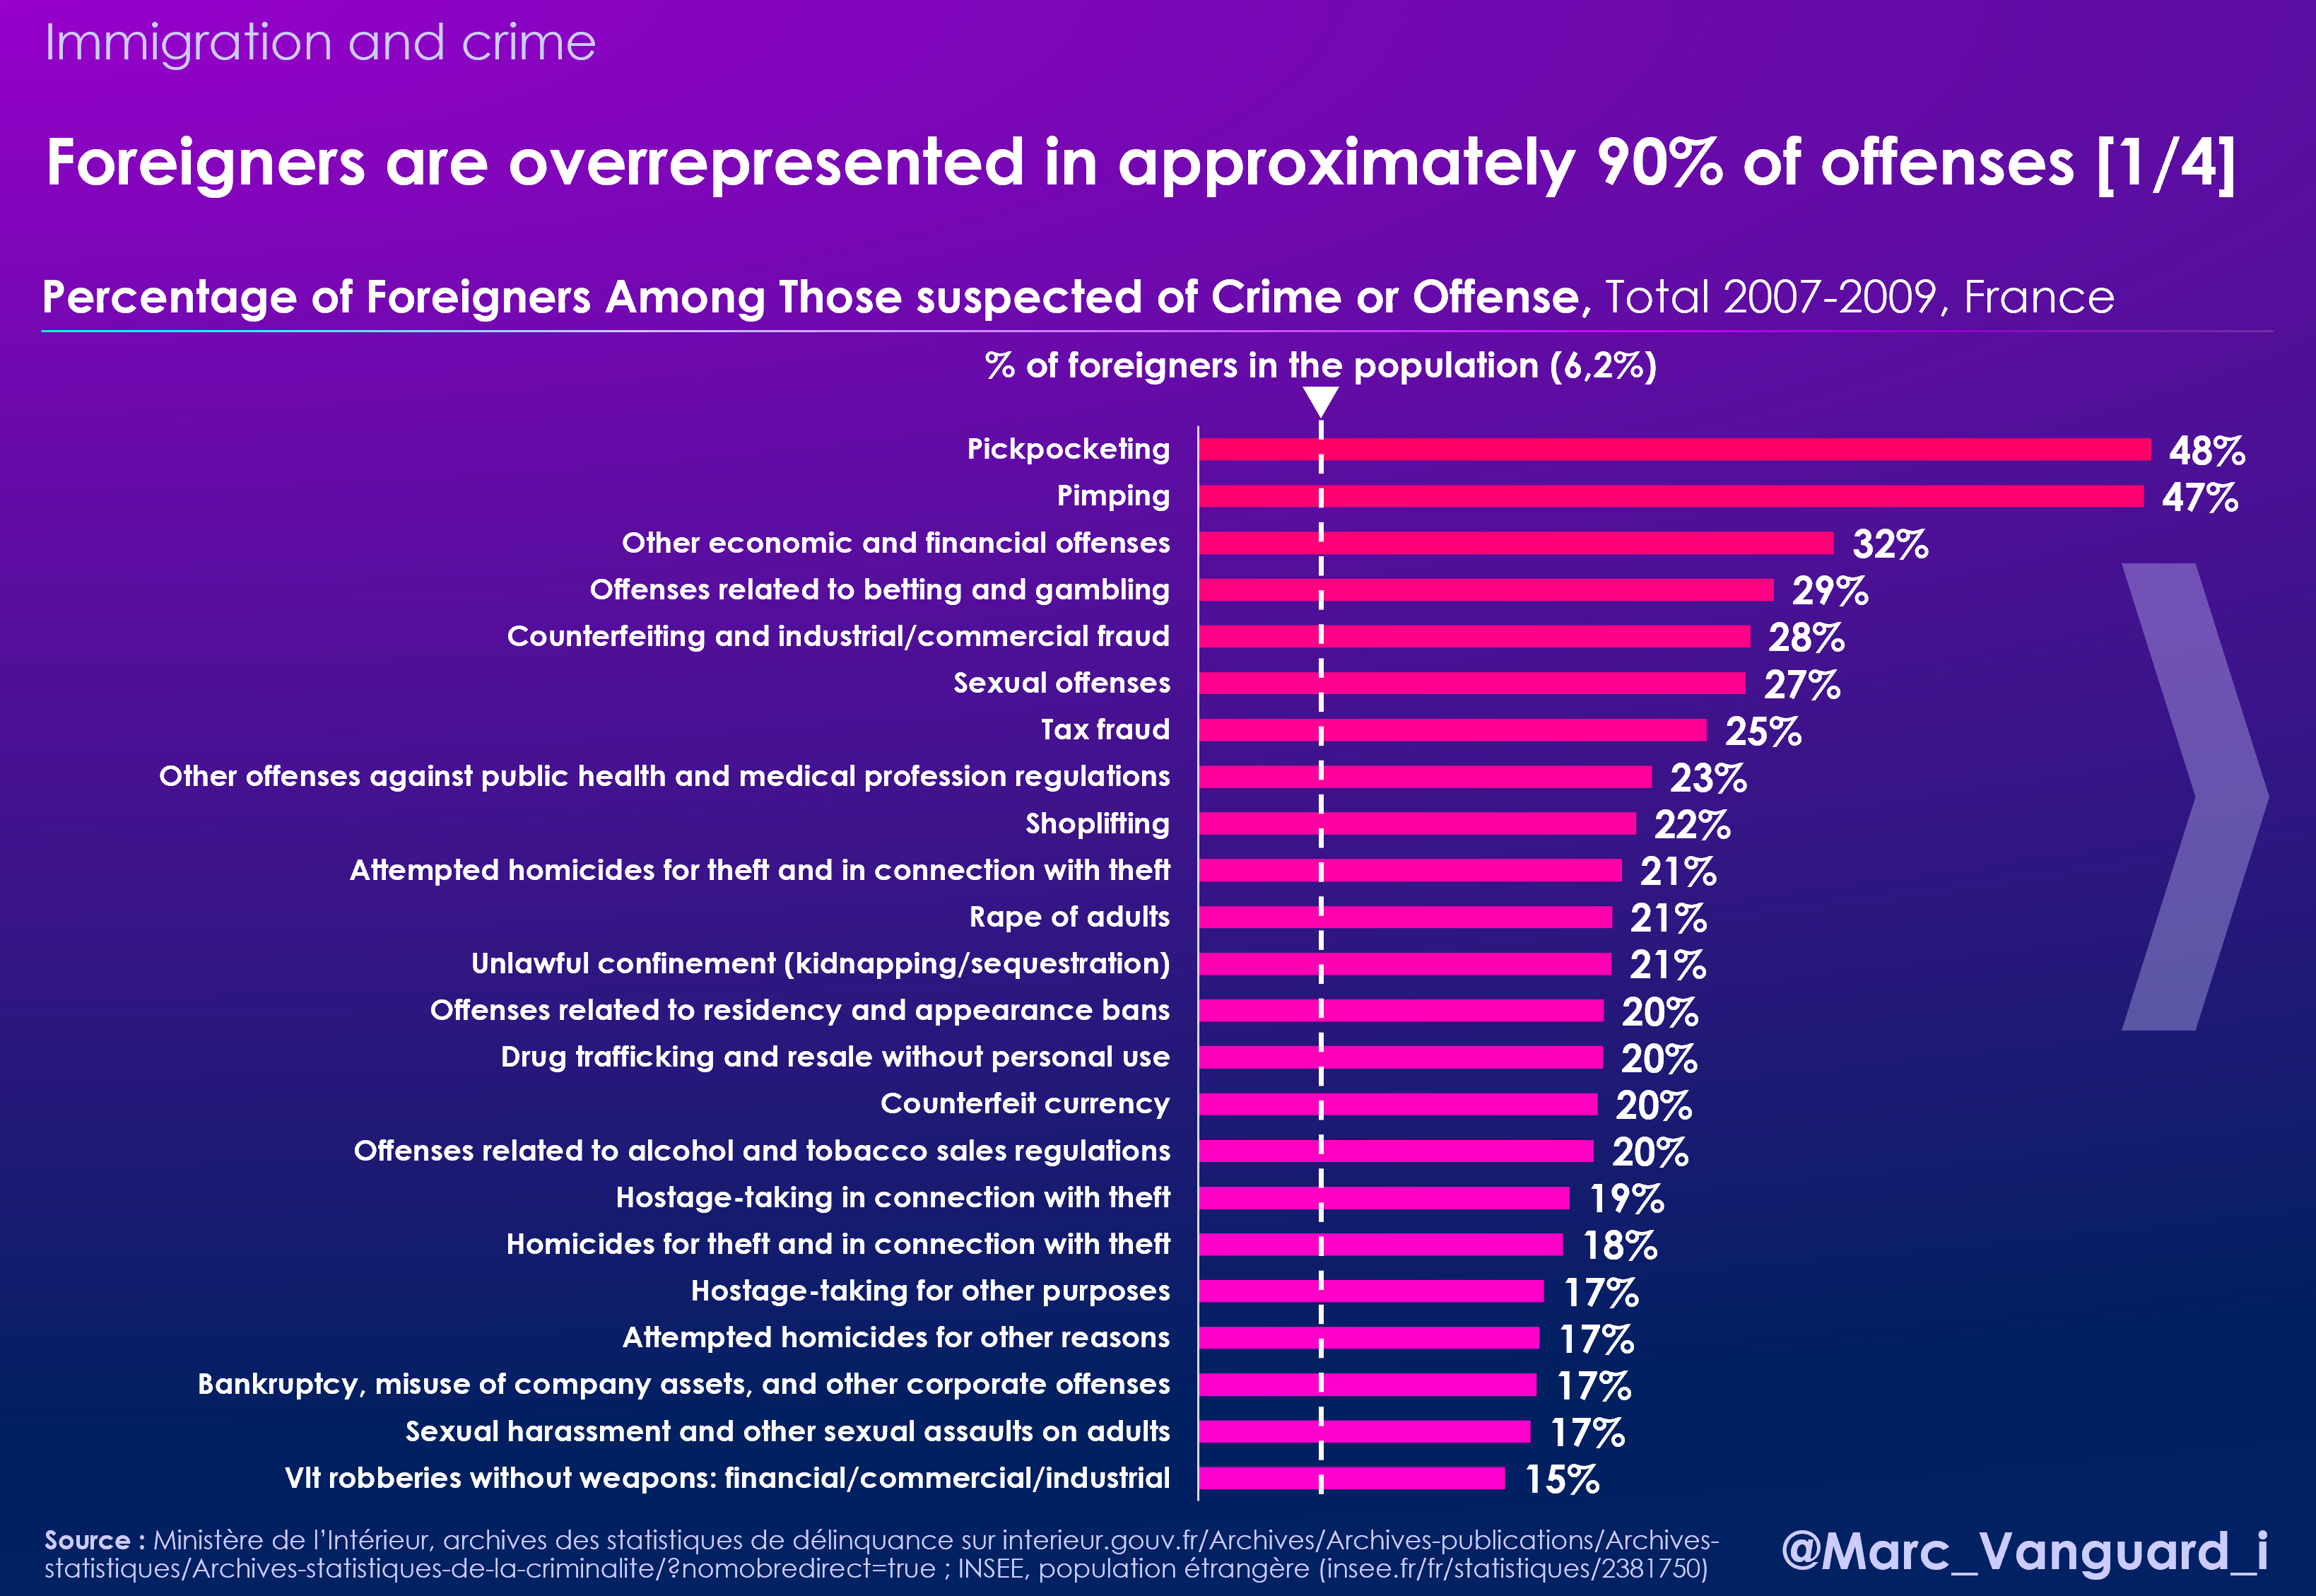 Immigration and crime
Foreigners are overrepresented in approximately 90% of offenses [1/4]
Percentage of Foreigners Among Those suspected of Crime or Offense, Total 2007-2009, France
% of foreigners in the population (6,2%)
Pickpocketing 48%
Pimping 47%
Other economic and financial offenses 32%
Offenses related to betting and gambling 29%
Counterfeiting and industrial/commercial fraud 28%
Sexual offenses 27%
Tax fraud 25%
Other offenses against public health and medical profession regulations 23%
Shoplifting 22%
Attempted homicides for theft and in connection with theft 21%
Rape of adults 21%
Unlawful confinement (kidnapping/sequestration) 21%
Offenses related to residency and appearance bans 20%
Drug trafficking and resale without personal use 20%
Counterfeit currency 20%
Offenses related to alcohol and tobacco sales regulations 20%
Hostage-taking in connection with theft 19%
Homicides for theft and in connection with theft 18%
Hostage-taking for other purposes 17%
Attempted homicides for other reasons 17%
Bankruptcy, misuse of company assets, and other corporate offenses 17%
Sexual harassment and other sexual assaults on adults 17%
Vlt robberies without weapons: financial/commercial/industrial 15%
Source : Ministère de l’Intérieur, archives des statistiques de délinquance sur interieur.gouv.fr/Archives/Archives-publications/Archives-
statistiques/Archives-statistiques-de-la-criminalite/?nomobredirect=true ; INSEE, population étrangère (insee.fr/fr/statistiques/2381750)
@Marc_Vanguard_i